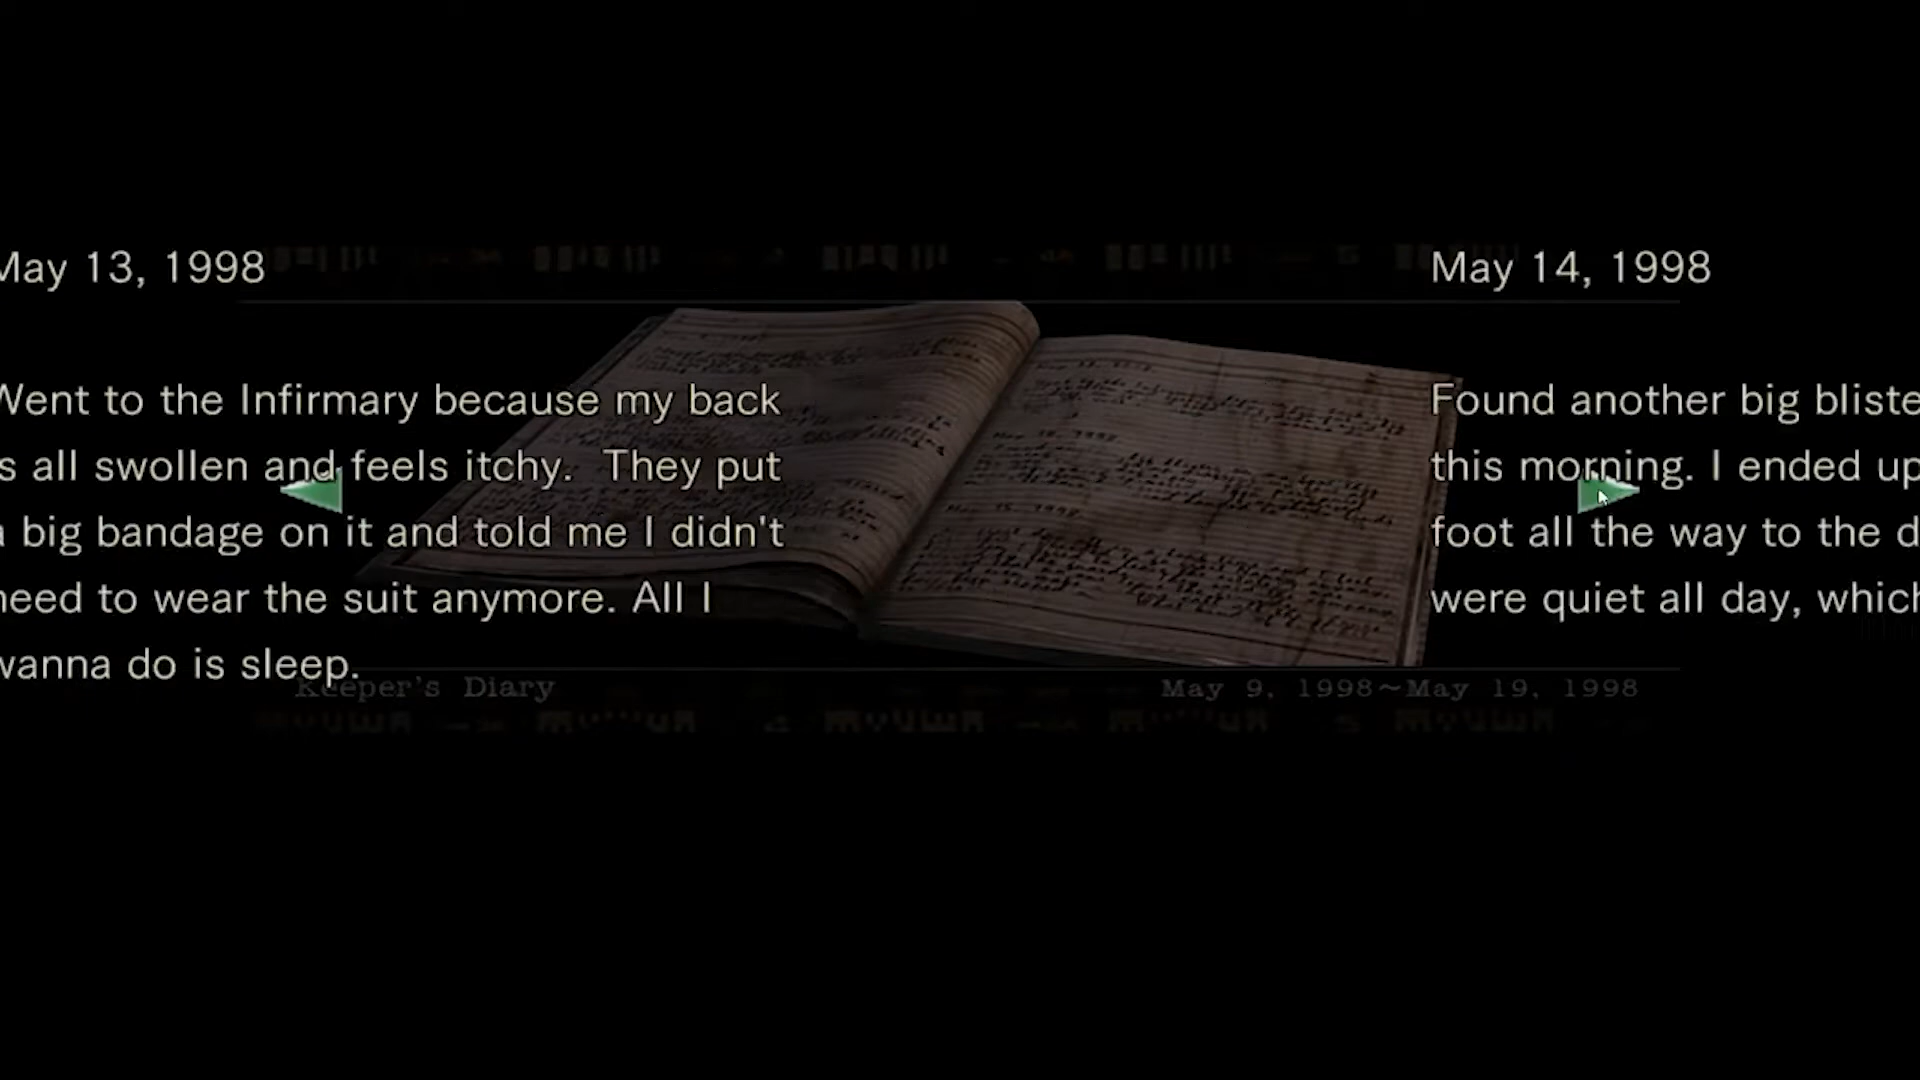 May 13, 1998
Went to the Infirmary because my back
s all swollen and feels itchy. They put
a big bandage on it and told me I didn't
need to wear the suit anymore. All I
wanna do is sleep.
May 14, 1998
Found another big bliste
this morning. I ended up
foot all the way to the d
were quiet all day, which
Keeper's Diary
May 9, 1998~May 19, 1998